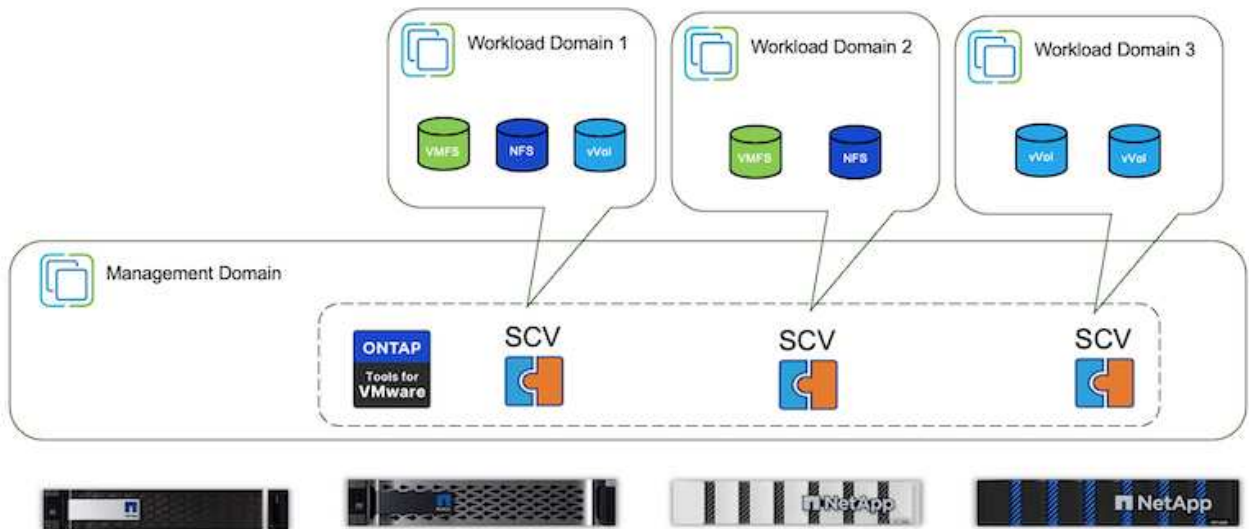 Workload Domain 1
Workload Domain 2
Workload Domain 3
VMFS
NFS
vVol
VMFS
NFS
vVol
vVol
Management Domain
ONTAP
Tools for
VMware
SCV
SCV
SCV
NetApp
NetApp